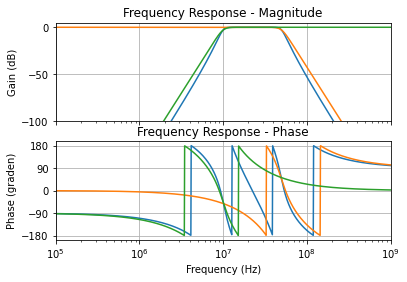 Frequency Response - Magnitude
Gain (dB)
0
−50
−100
Frequency Response - Phase
Phase (graden)
180
90
0
−90
−180
10^5 10^6 10^7 10^8 10^9
Frequency (Hz)